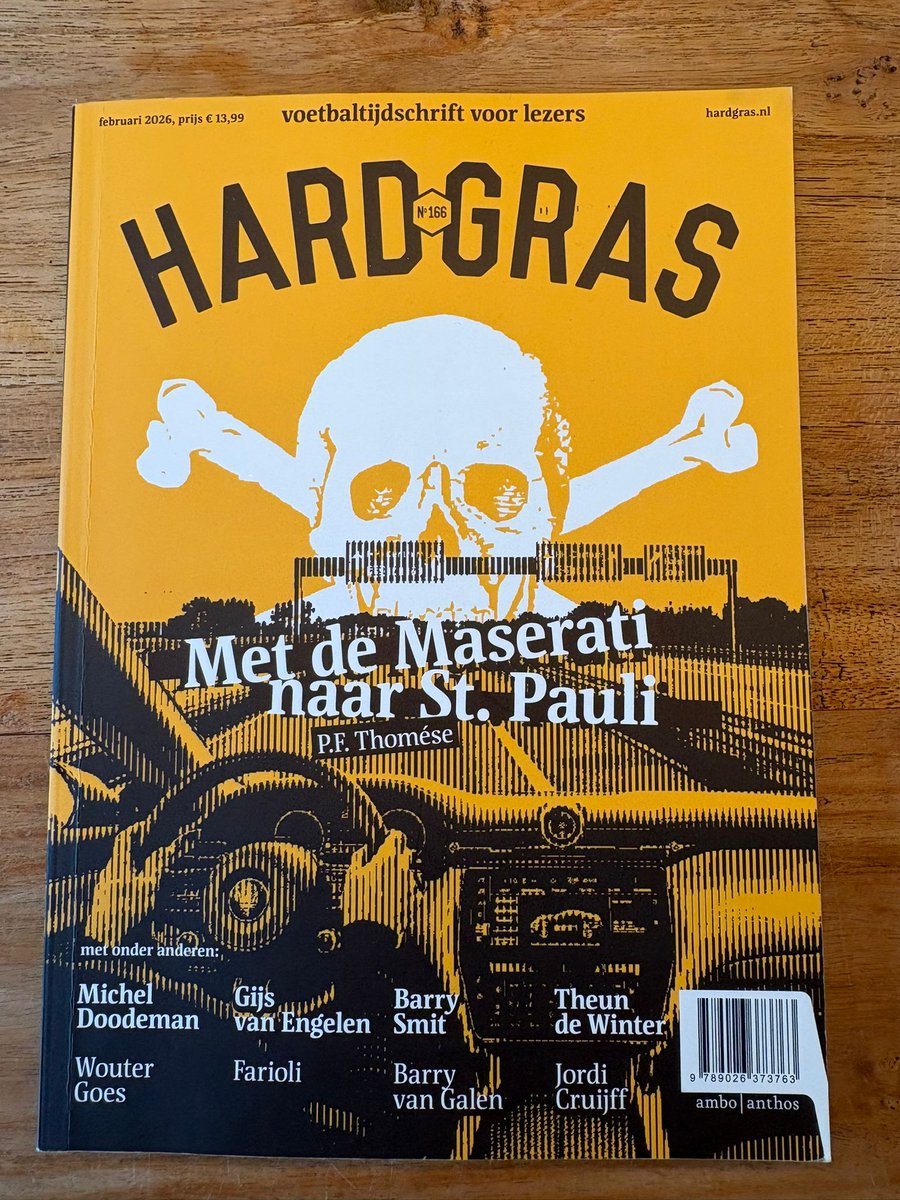 februari 2026, prijs € 13,99
voetbaltijdschrift voor lezers
hardgras.nl
HARD GRAS
Nº 166
Met de Maserati
naar St. Pauli
P.F. Thomése
met onder anderen:
Michel
Doodeman
Gijs
van Engelen
Barry
Smit
Theun
de Winter
Wouter
Goes
Farioli
Barry
van Galen
Jordi
Cruijff
9 789026 373763
ambo|anthos